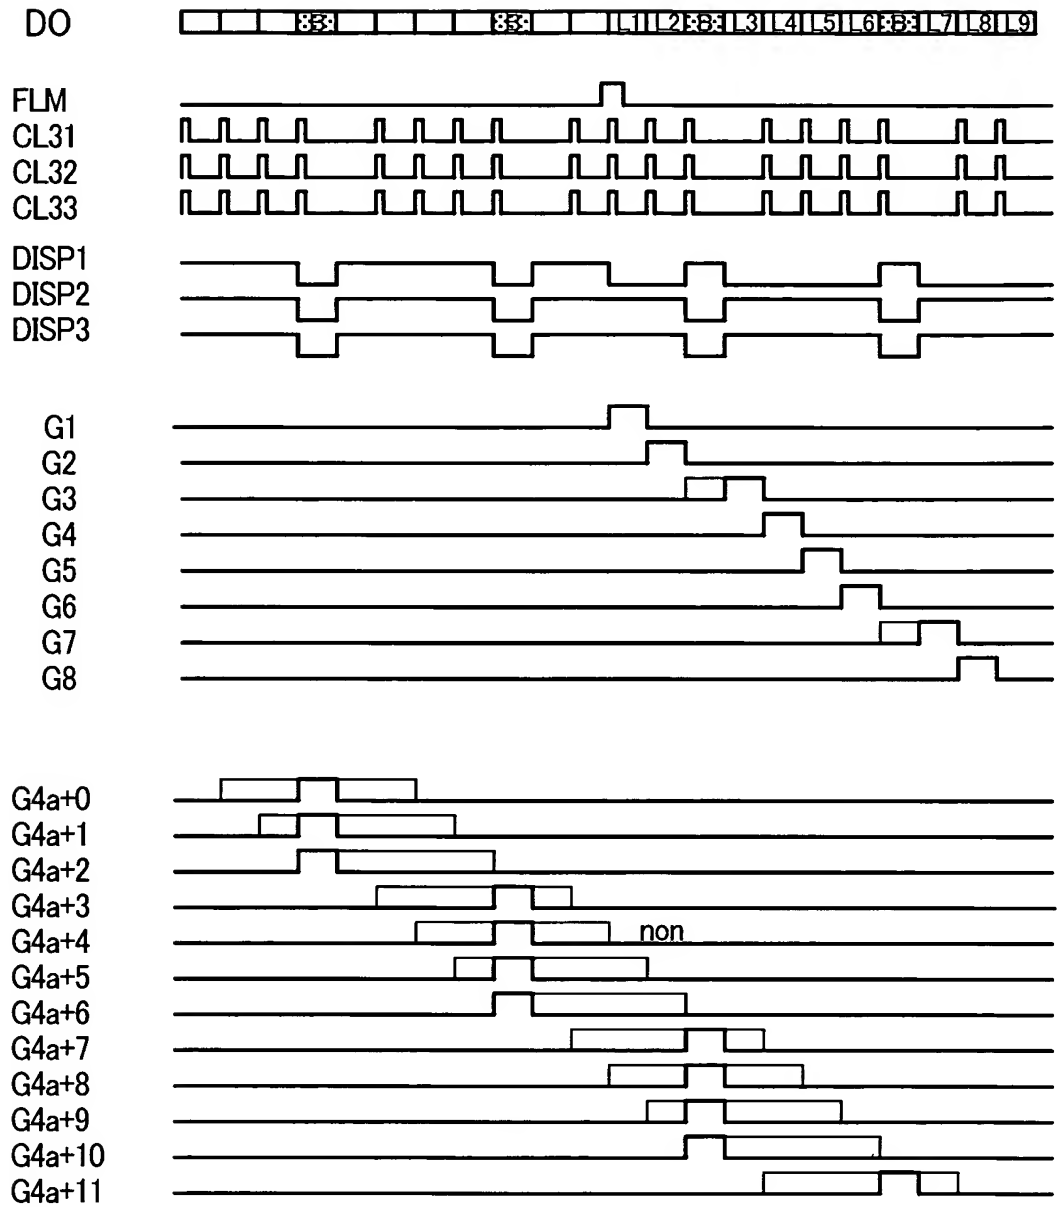 DO B B L1 L2 B L3 L4 L5 L6 B L7 L8 L9
FLM
CL31
CL32
CL33
DISP1
DISP2
DISP3
G1
G2
G3
G4
G5
G6
G7
G8
G4a+0
G4a+1
G4a+2
G4a+3
G4a+4 non
G4a+5
G4a+6
G4a+7
G4a+8
G4a+9
G4a+10
G4a+11